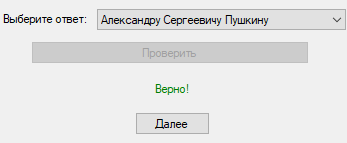 Выберите ответ: Александру Сергеевичу Пушкину
Проверить
Верно!
Далее